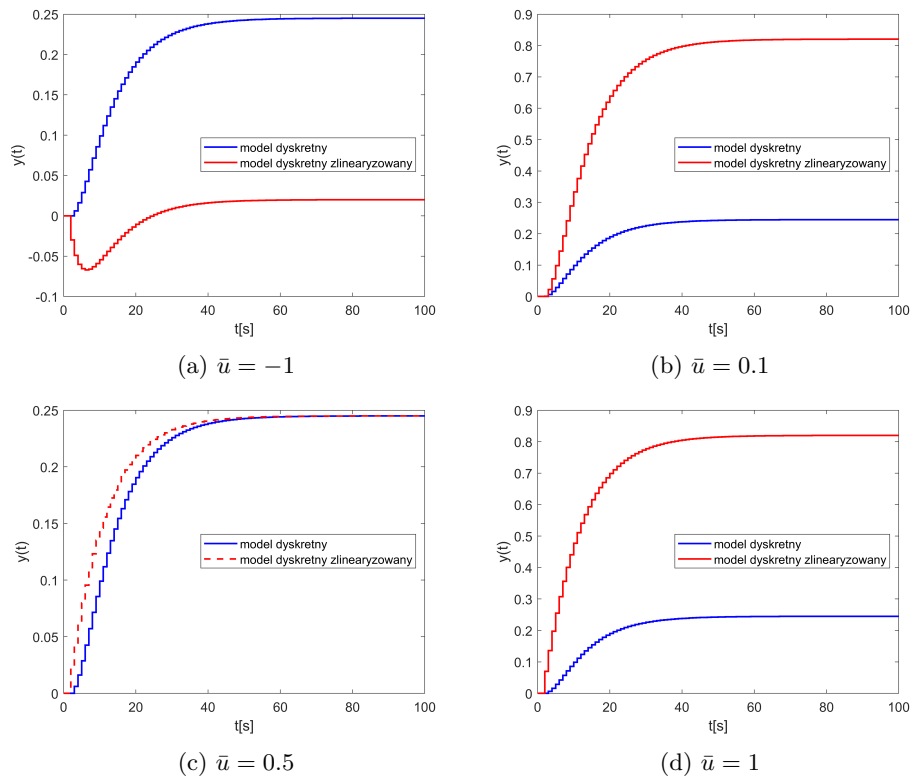 0.25
0.2
0.15
0.1
0.05
0
-0.05
-0.1
y(t)
model dyskretny
model dyskretny zlinearyzowany
0 20 40 60 80 100
t[s]
(a) ū = −1
0.9
0.8
0.7
0.6
0.5
0.4
0.3
0.2
0.1
0
y(t)
model dyskretny
model dyskretny zlinearyzowany
0 20 40 60 80 100
t[s]
(b) ū = 0.1
0.25
0.2
0.15
0.1
0.05
0
y(t)
model dyskretny
model dyskretny zlinearyzowany
0 20 40 60 80 100
t[s]
(c) ū = 0.5
0.9
0.8
0.7
0.6
0.5
0.4
0.3
0.2
0.1
0
y(t)
model dyskretny
model dyskretny zlinearyzowany
0 20 40 60 80 100
t[s]
(d) ū = 1